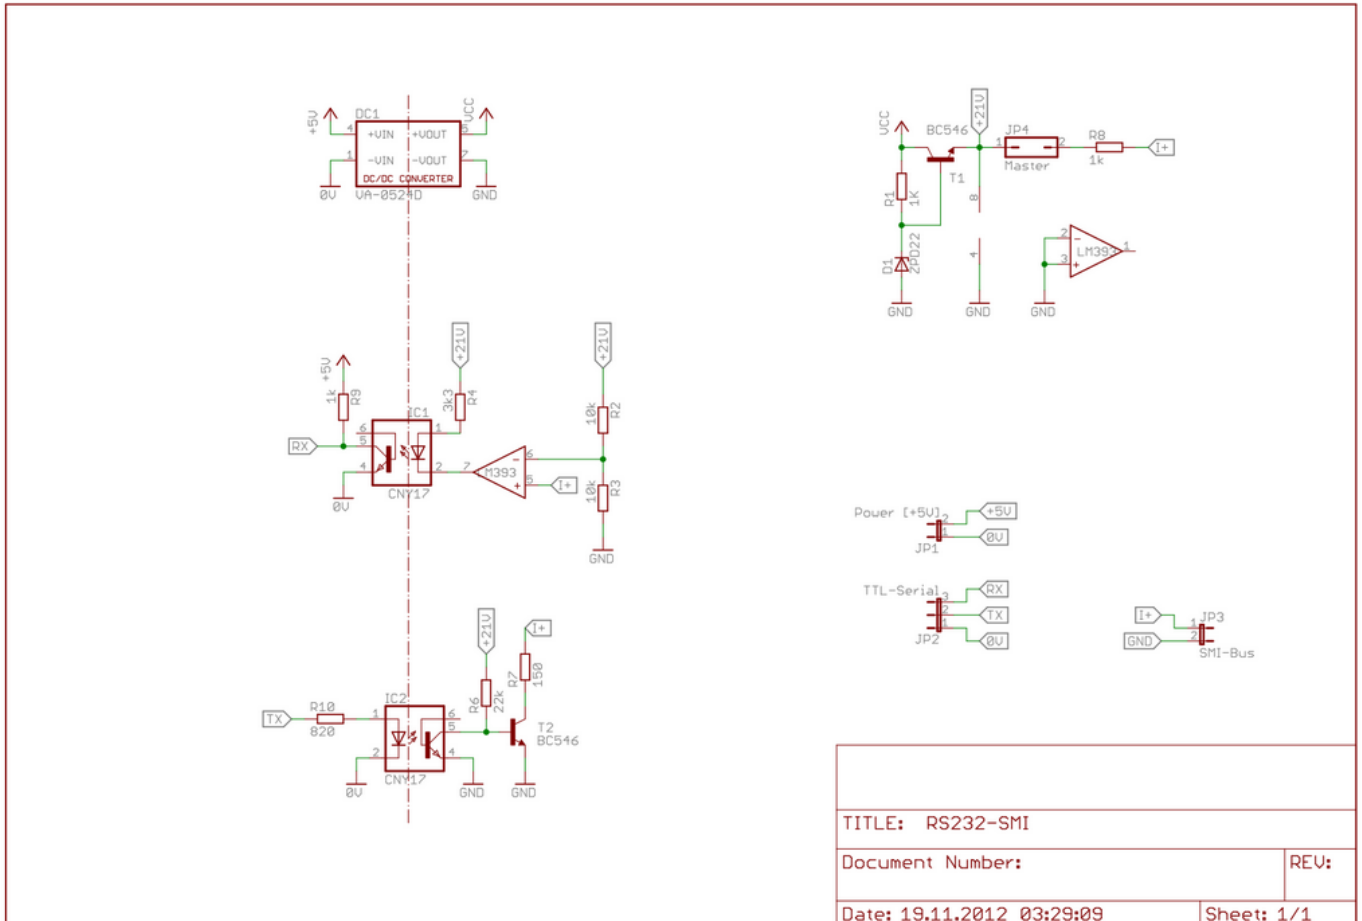 +5V
DC1
VCC
4
+VIN
+VOUT
5
1
-VIN
-VOUT
7
DC/DC CONVERTER
0V
VA-0524D
GND
VCC
BC546
+21V
JP4
1
2
R8
I+
Master
1k
T1
R1
1K
8
D1
ZPD22
4
2
-
LM393
1
3
+
GND
GND
GND
+5V
1k
R9
+21V
3k3
R4
+21V
10k
R2
IC1
RX
6
5
4
1
2
7
LM393
-
6
+
5
I+
10k
R3
0V
CNY17
GND
Power [+5V]
2
+5V
1
0V
JP1
TTL-Serial
3
RX
2
TX
1
0V
JP2
I+
1
JP3
GND
2
SMI-Bus
+21V
I+
R7
150
R6
22k
IC2
TX
R10
820
1
2
6
5
4
T2
BC546
0V
CNY17
GND
GND
TITLE: RS232-SMI
Document Number:
REV:
Date: 19.11.2012 03:29:09
Sheet: 1/1